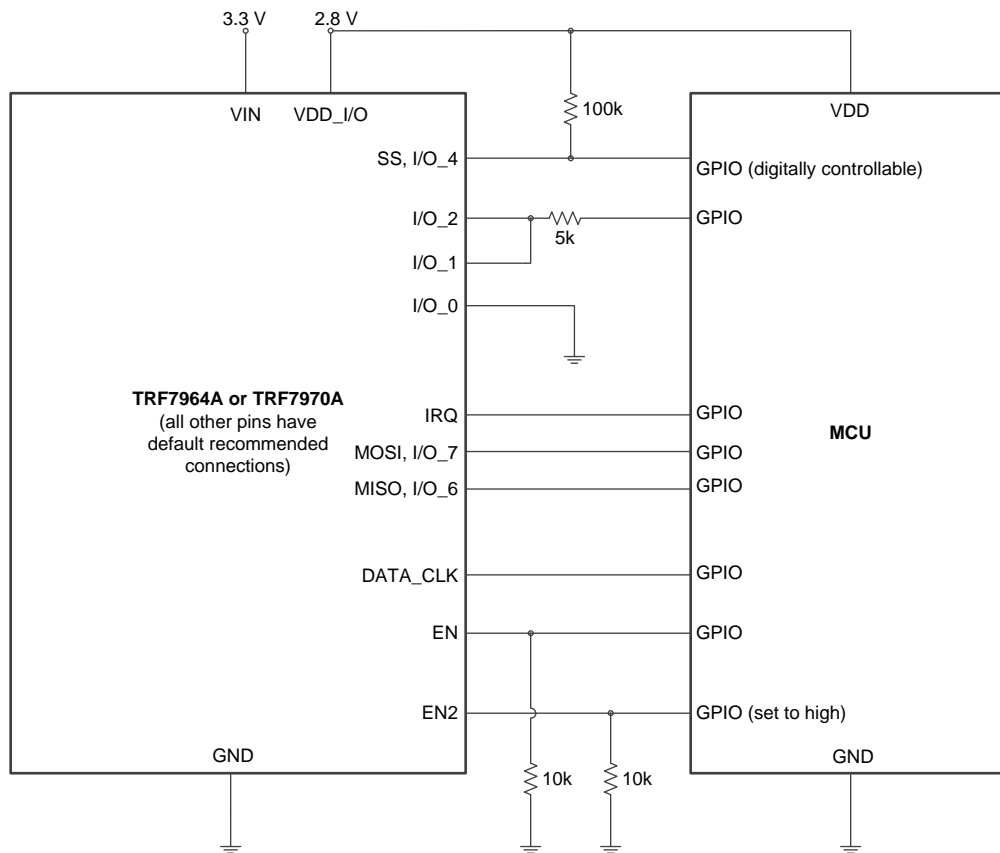 3.3 V
2.8 V
VIN
VDD_I/O
100k
VDD
SS, I/O_4
GPIO (digitally controllable)
I/O_2
5k
GPIO
I/O_1
I/O_0
TRF7964A or TRF7970A
(all other pins have
default recommended
connections)
IRQ
GPIO
MCU
MOSI, I/O_7
GPIO
MISO, I/O_6
GPIO
DATA_CLK
GPIO
EN
GPIO
EN2
GPIO (set to high)
GND
10k
10k
GND